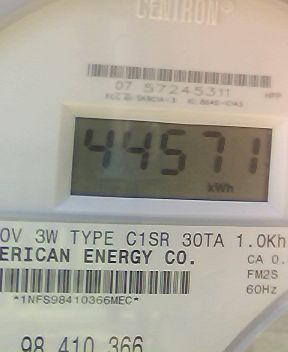 CENTRON®
07 57245311
44571
kWh
0V 3W TYPE C1SR 30TA 1.0Kh
ERICAN ENERGY CO.
CA 0.
FM2S
*1NFS98410366MEC*
60Hz
98 410 366